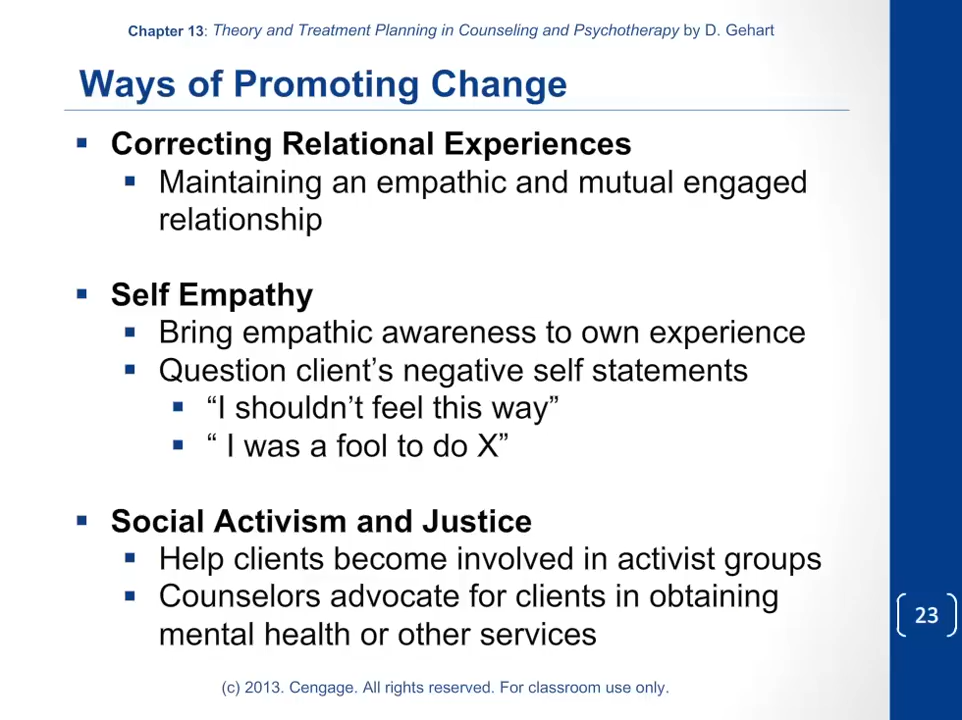 Chapter 13: Theory and Treatment Planning in Counseling and Psychotherapy by D. Gehart
Ways of Promoting Change
▪ Correcting Relational Experiences
▪ Maintaining an empathic and mutual engaged
relationship
▪ Self Empathy
▪ Bring empathic awareness to own experience
▪ Question client’s negative self statements
▪ “I shouldn’t feel this way”
▪ “ I was a fool to do X”
▪ Social Activism and Justice
▪ Help clients become involved in activist groups
▪ Counselors advocate for clients in obtaining
mental health or other services
23
(c) 2013. Cengage. All rights reserved. For classroom use only.